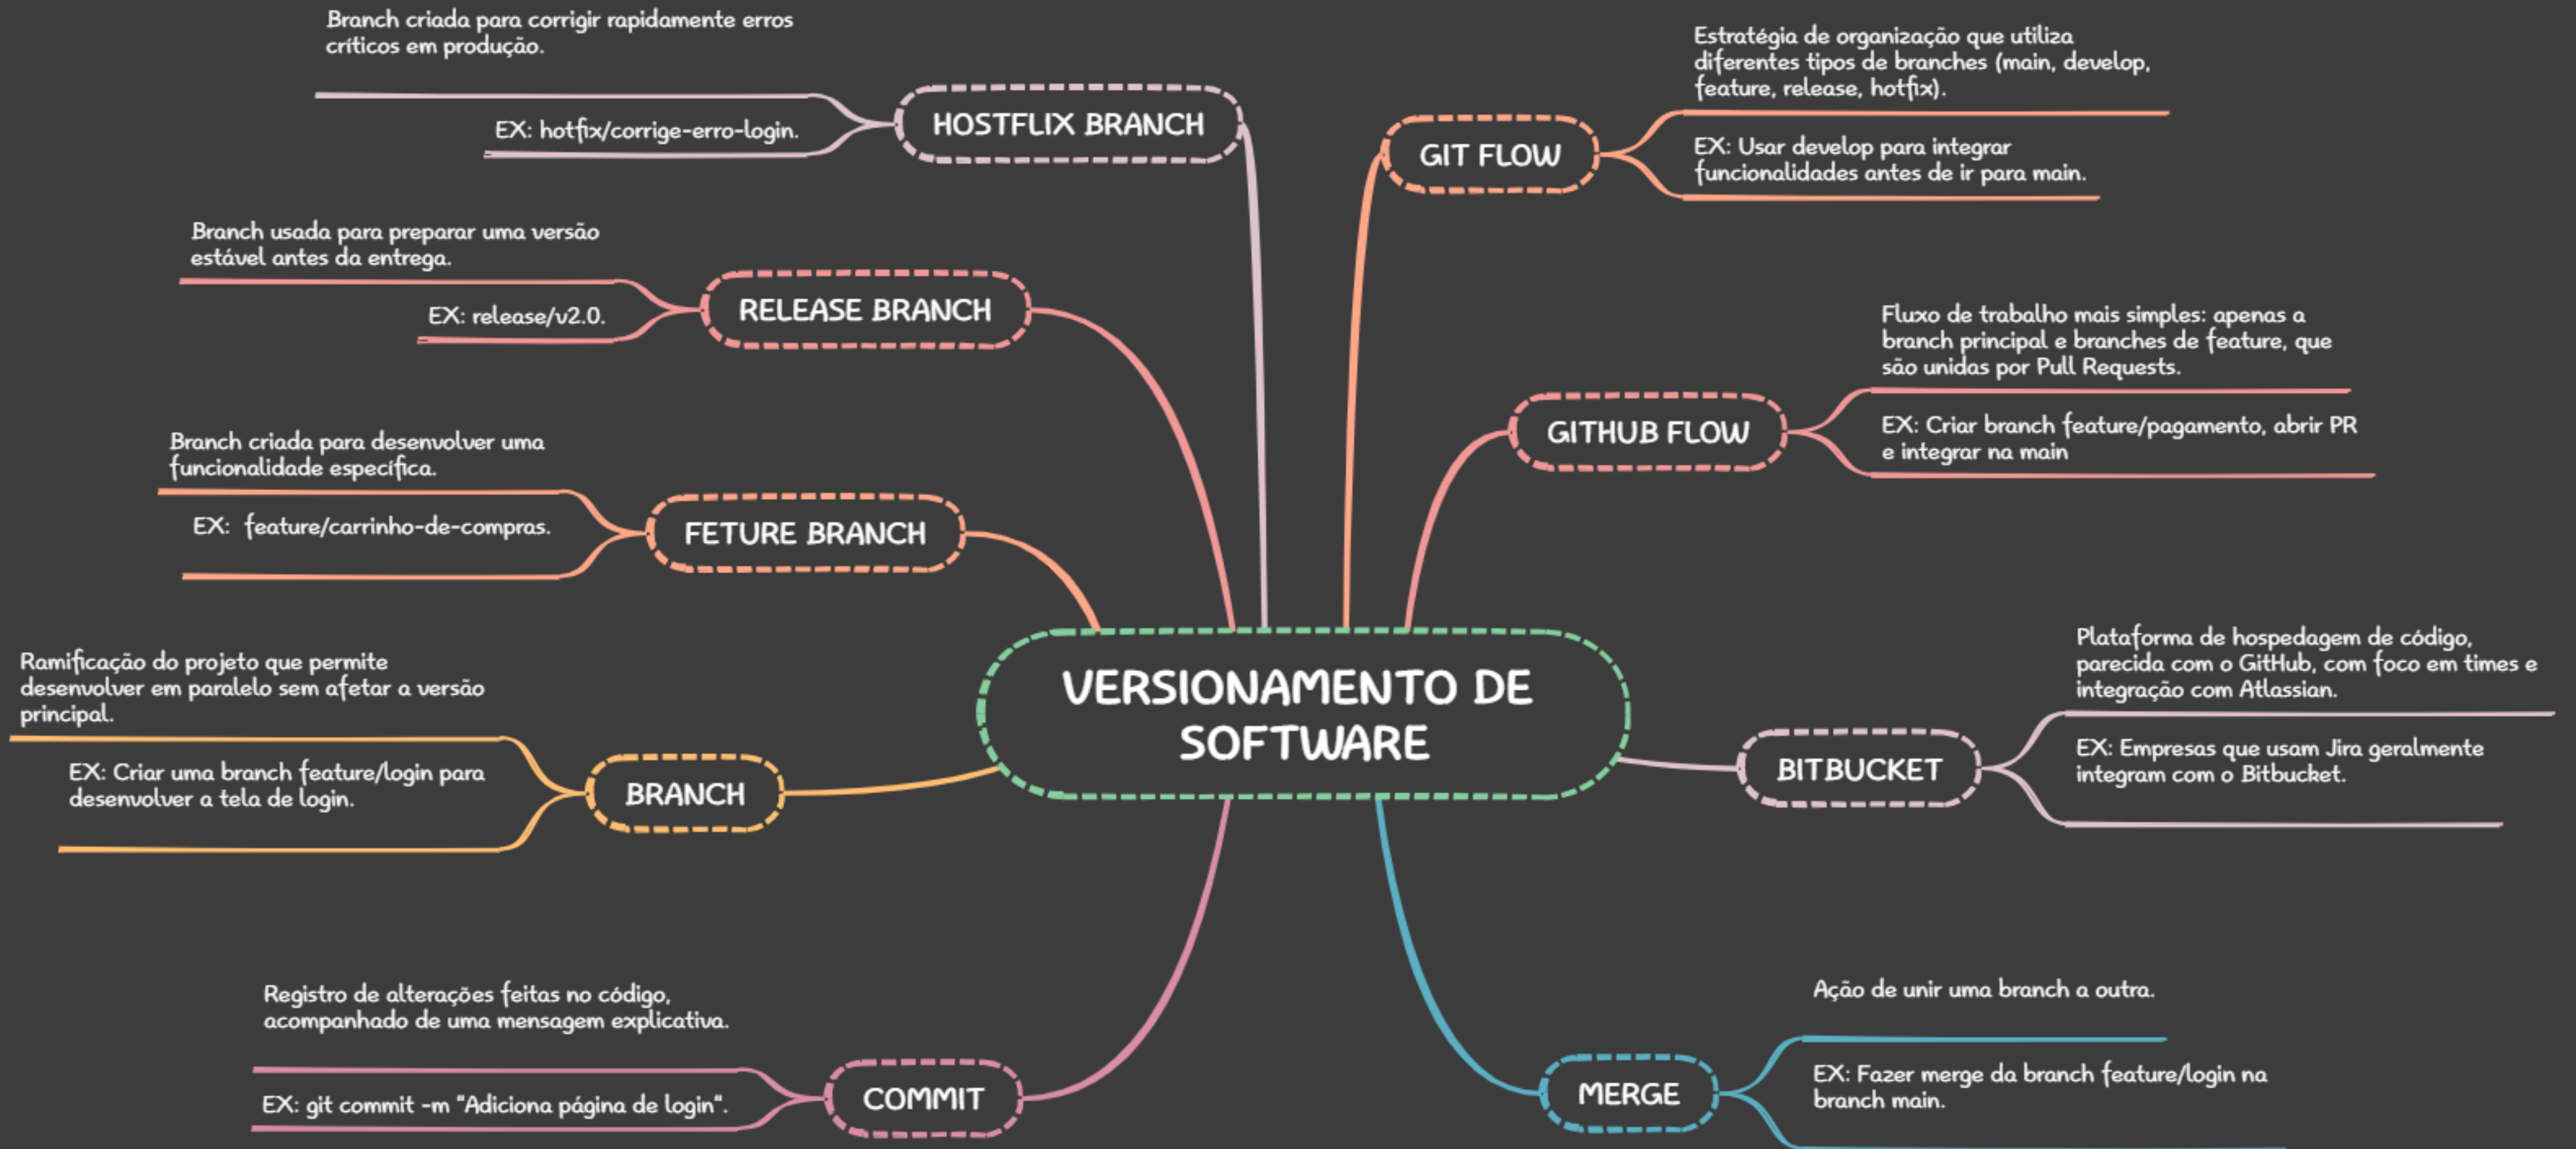 Branch criada para corrigir rapidamente erros
críticos em produção.
EX: hotfix/corrige-erro-login.
HOSTFLIX BRANCH
Branch usada para preparar uma versão
estável antes da entrega.
EX: release/v2.0.
RELEASE BRANCH
Branch criada para desenvolver uma
funcionalidade específica.
EX: feature/carrinho-de-compras.
FETURE BRANCH
Ramificação do projeto que permite
desenvolver em paralelo sem afetar a versão
principal.
EX: Criar uma branch feature/login para
desenvolver a tela de login.
BRANCH
Registro de alterações feitas no código,
acompanhado de uma mensagem explicativa.
EX: git commit -m "Adiciona página de login".
COMMIT
VERSIONAMENTO DE
SOFTWARE
GIT FLOW
Estratégia de organização que utiliza
diferentes tipos de branches (main, develop,
feature, release, hotfix).
EX: Usar develop para integrar
funcionalidades antes de ir para main.
GITHUB FLOW
Fluxo de trabalho mais simples: apenas a
branch principal e branches de feature, que
são unidas por Pull Requests.
EX: Criar branch feature/pagamento, abrir PR
e integrar na main
BITBUCKET
Plataforma de hospedagem de código,
parecida com o GitHub, com foco em times e
integração com Atlassian.
EX: Empresas que usam Jira geralmente
integram com o Bitbucket.
MERGE
Ação de unir uma branch a outra.
EX: Fazer merge da branch feature/login na
branch main.